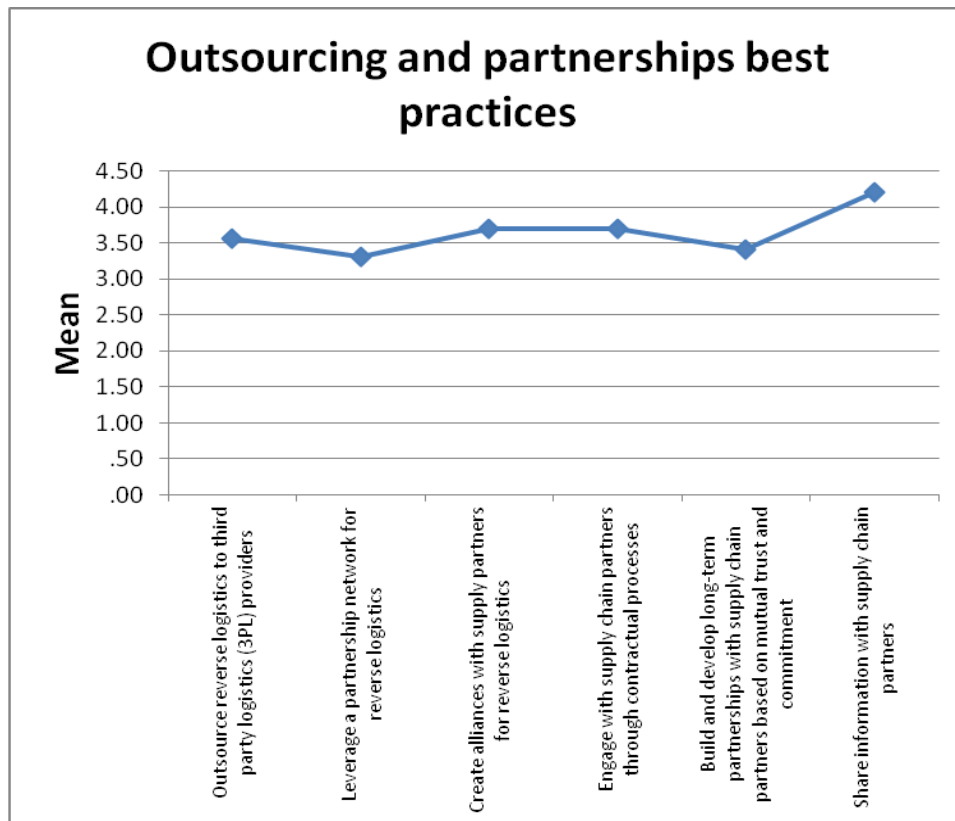 Outsourcing and partnerships best
practices
4.50
4.00
3.50
3.00
2.50
2.00
1.50
1.00
.50
.00
Mean
Outsource reverse logistics to third
party logistics (3PL) providers
Leverage a partnership network for
reverse logistics
Create alliances with supply partners
for reverse logistics
Engage with supply chain partners
through contractual processes
Build and develop long-term
partnerships with supply chain
partners based on mutual trust and
commitment
Share information with supply chain
partners